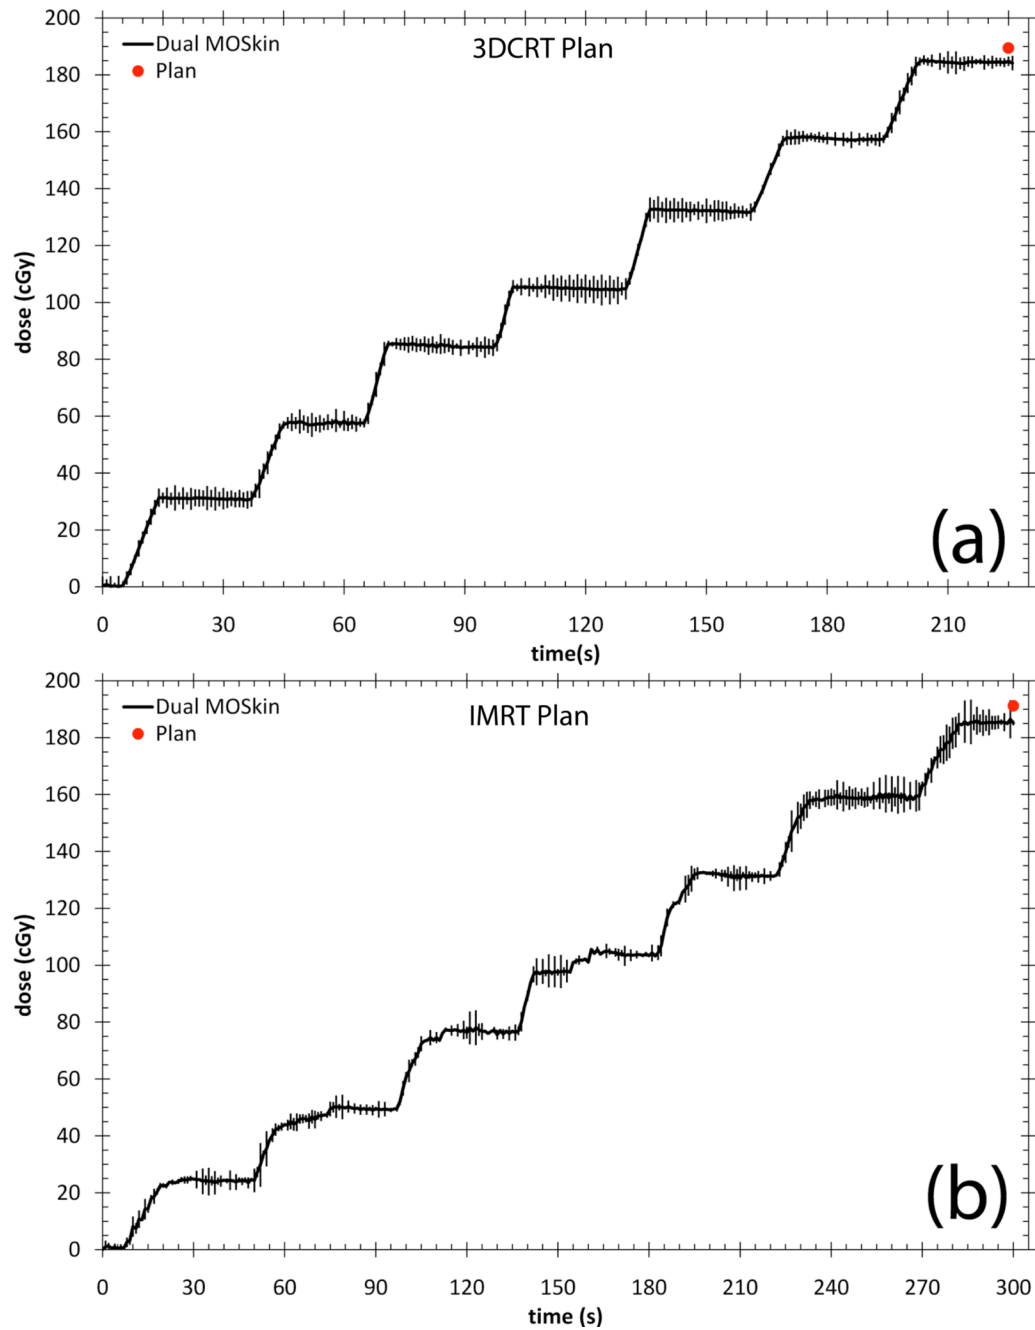 Dual MOSkin
Plan
3DCRT Plan
180
160
140
120
100
80
60
40
20
0
dose (cGy)
(a)
0 30 60 90 120 150 180 210
time(s)
Dual MOSkin
Plan
IMRT Plan
200
180
160
140
120
100
80
60
40
20
0
dose (cGy)
(b)
0 30 60 90 120 150 180 210 240 270 300
time (s)